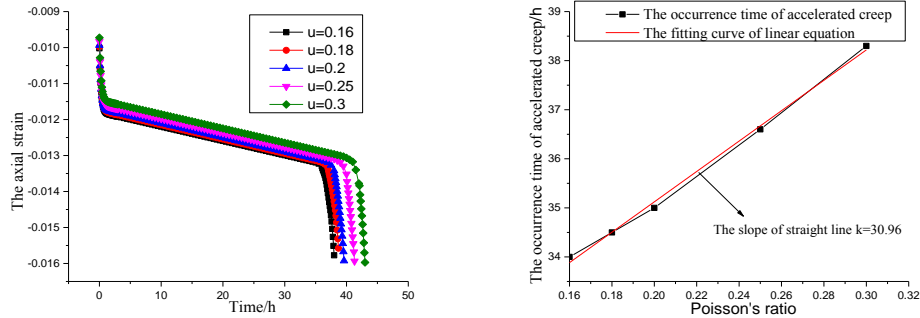 -0.009
-0.010
-0.011
-0.012
-0.013
-0.014
-0.015
-0.016
The axial strain
0
10
20
30
40
50
Time/h
u=0.16
u=0.18
u=0.2
u=0.25
u=0.3
The occurrence time of accelerated creep
The fitting curve of linear equation
39
38
37
36
35
34
The occurrence time of accelerated creep/h
The slope of straight line k=30.96
0.16
0.18
0.20
0.22
0.24
0.26
0.28
0.30
0.32
Poisson's ratio